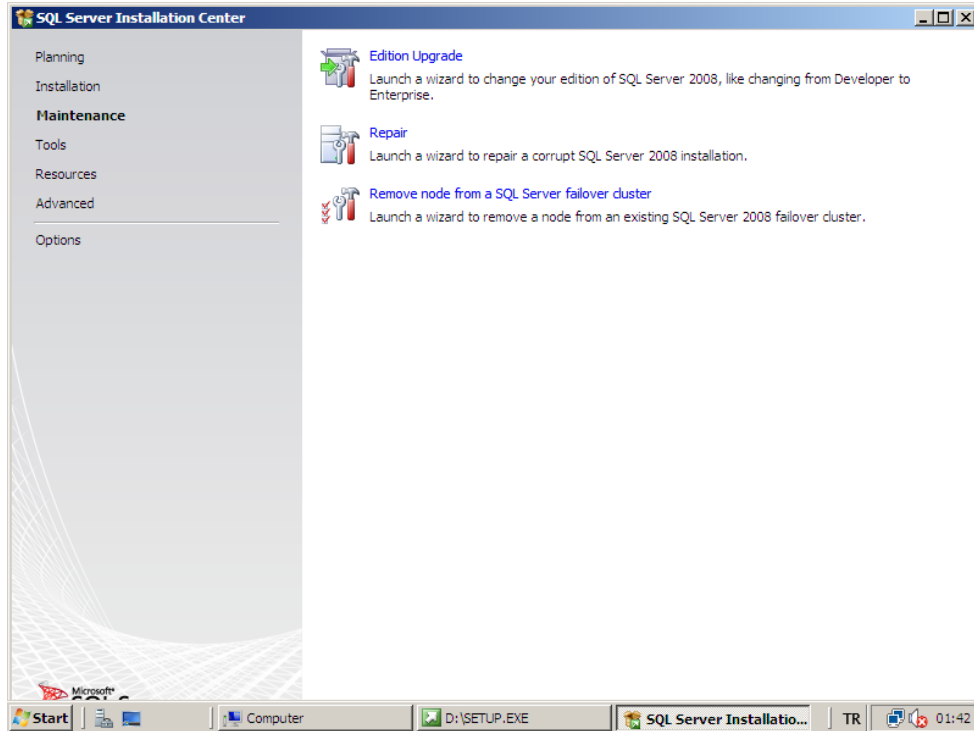 SQL Server Installation Center
Planning
Installation
Maintenance
Tools
Resources
Advanced
Options
Edition Upgrade
Launch a wizard to change your edition of SQL Server 2008, like changing from Developer to
Enterprise.
Repair
Launch a wizard to repair a corrupt SQL Server 2008 installation.
Remove node from a SQL Server failover cluster
Launch a wizard to remove a node from an existing SQL Server 2008 failover cluster.
Microsoft
Start
Computer
D:\SETUP.EXE
SQL Server Installatio...
TR
01:42